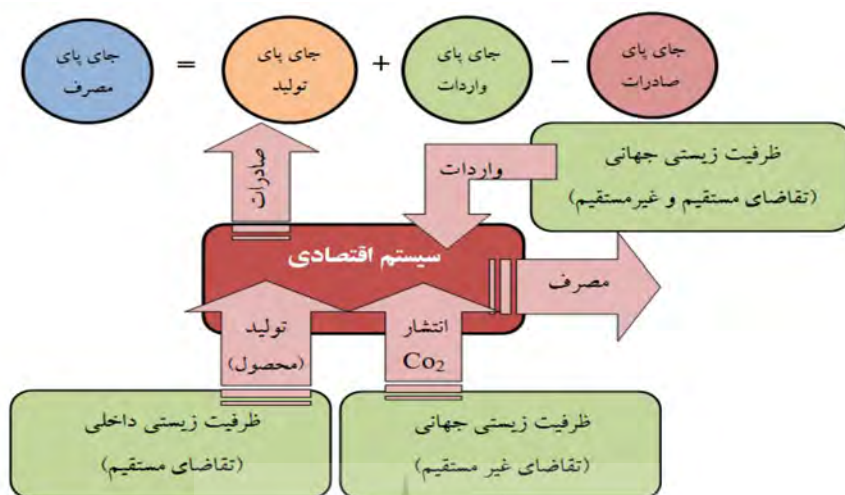 جای پای
مصرف
=
جای پای
تولید
+
جای پای
واردات
−
جای پای
صادرات
صادرات
واردات
ظرفیت زیستی جهانی
(تقاضای مستقیم و غیرمستقیم)
سیستم اقتصادی
مصرف
تولید
(محصول)
انتشار
Co₂
ظرفیت زیستی داخلی
(تقاضای مستقیم)
ظرفیت زیستی جهانی
(تقاضای غیر مستقیم)